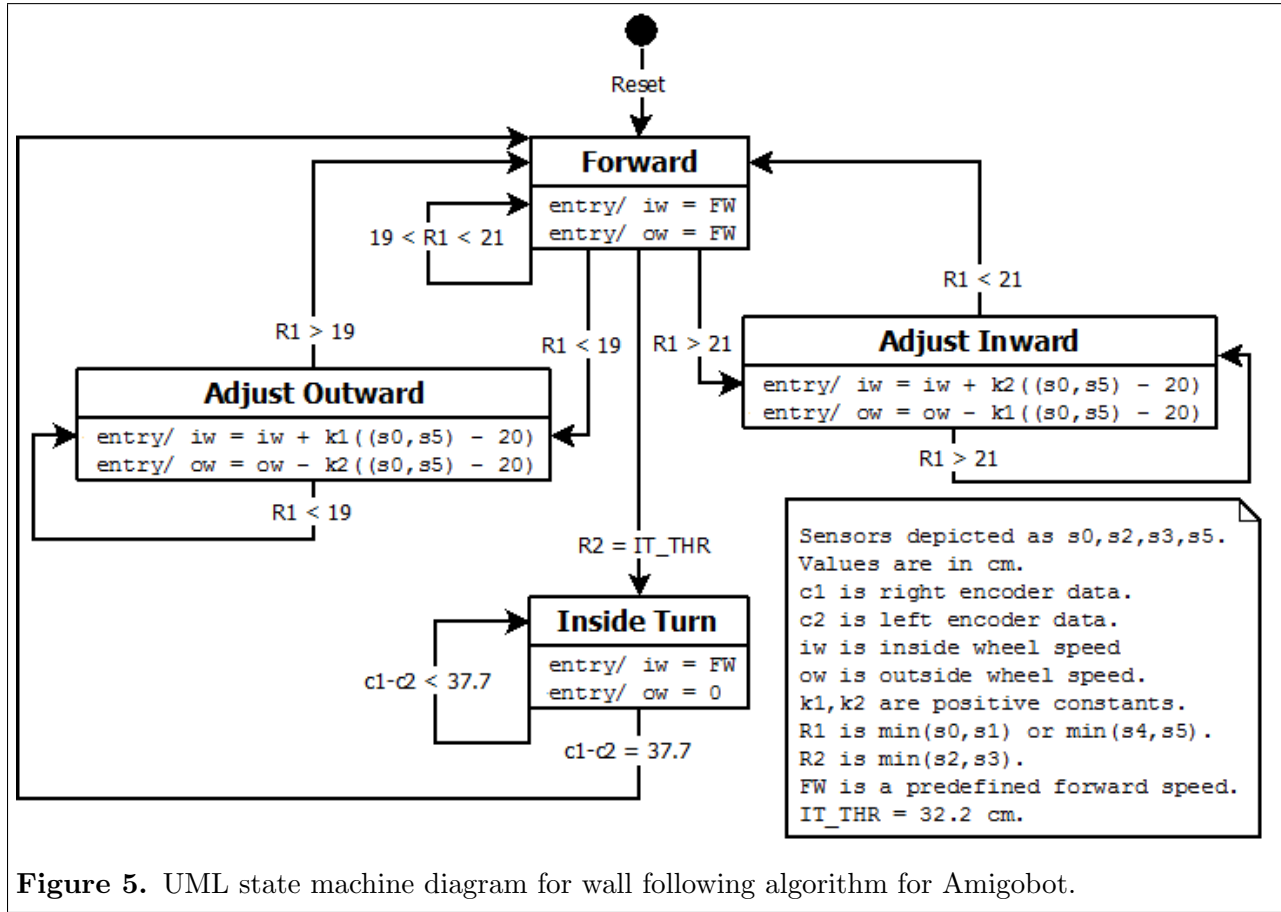 Reset
Forward
entry/ iw = FW
entry/ ow = FW
19 < R1 < 21
R1 < 21
R1 > 19
R1 < 19
R1 > 21
Adjust Inward
entry/ iw = iw + k2((s0,s5) - 20)
entry/ ow = ow - k1((s0,s5) - 20)
R1 > 21
Adjust Outward
entry/ iw = iw + k1((s0,s5) - 20)
entry/ ow = ow - k2((s0,s5) - 20)
R1 < 19
R2 = IT_THR
Inside Turn
entry/ iw = FW
entry/ ow = 0
c1-c2 < 37.7
c1-c2 = 37.7
Sensors depicted as s0,s2,s3,s5.
Values are in cm.
c1 is right encoder data.
c2 is left encoder data.
iw is inside wheel speed
ow is outside wheel speed.
k1,k2 are positive constants.
R1 is min(s0,s1) or min(s4,s5).
R2 is min(s2,s3).
FW is a predefined forward speed.
IT_THR = 32.2 cm.
Figure 5. UML state machine diagram for wall following algorithm for Amigobot.